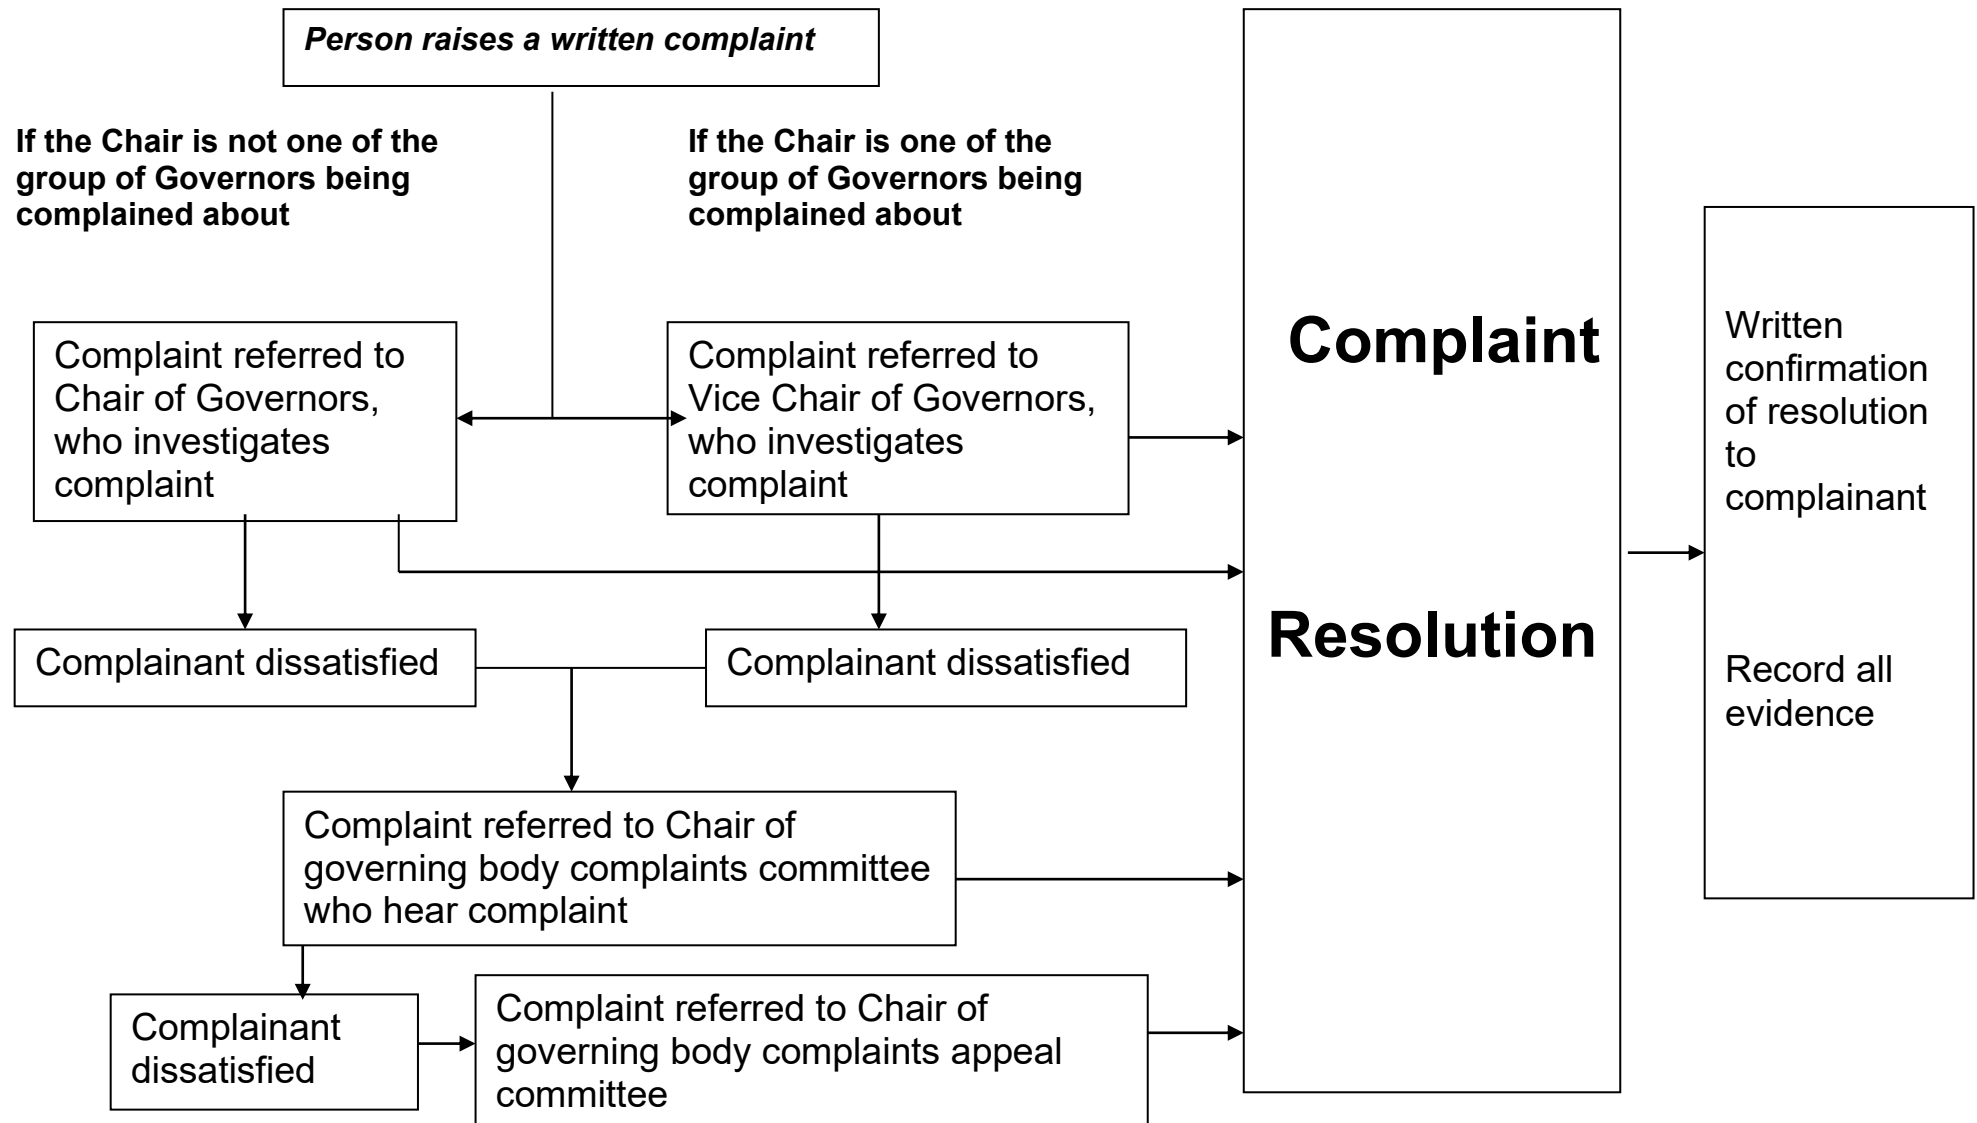 Person raises a written complaint
If the Chair is not one of the
group of Governors being
complained about
If the Chair is one of the
group of Governors being
complained about
Complaint referred to
Chair of Governors,
who investigates
complaint
Complaint referred to
Vice Chair of Governors,
who investigates
complaint
Complainant dissatisfied
Complainant dissatisfied
Complaint referred to Chair of
governing body complaints committee
who hear complaint
Complainant
dissatisfied
Complaint referred to Chair of
governing body complaints appeal
committee
Complaint
Resolution
Written
confirmation
of resolution
to
complainant
Record all
evidence